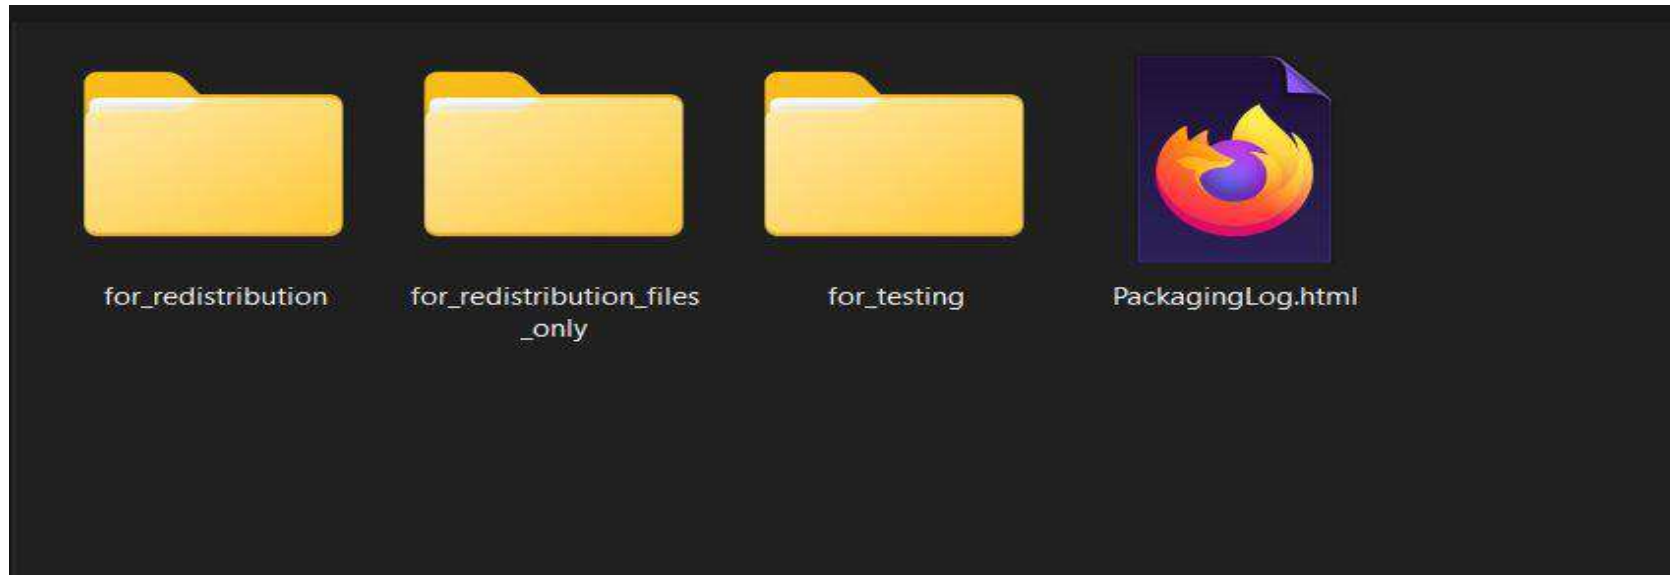 for_redistribution
for_redistribution_files
_only
for_testing
PackagingLog.html